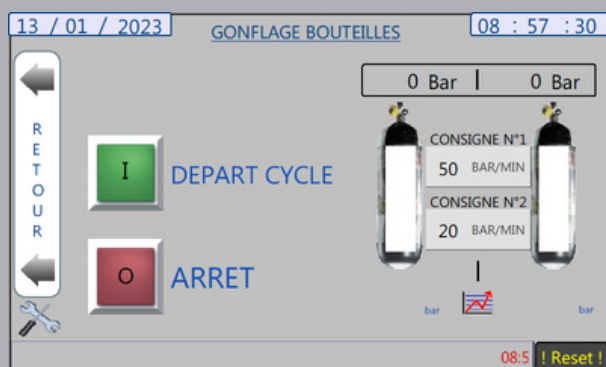 13 / 01 / 2023
GONFLAGE BOUTEILLES
08 : 57 : 30
0 Bar | 0 Bar
RETOUR
I
DEPART CYCLE
O
ARRET
CONSIGNE N°1
50 BAR/MIN
CONSIGNE N°2
20 BAR/MIN
bar
bar
08:5
! Reset !